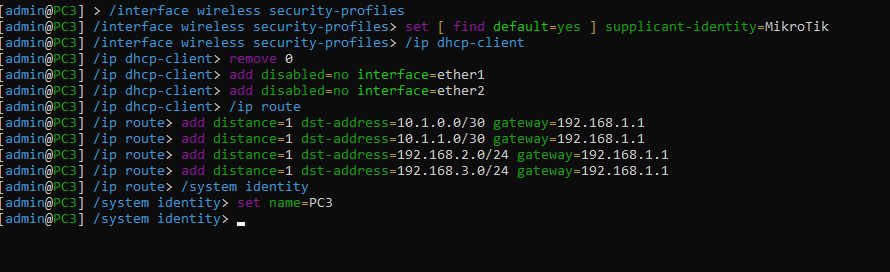 [admin@PC3] > /interface wireless security-profiles
[admin@PC3] /interface wireless security-profiles> set [ find default=yes ] supplicant-identity=MikroTik
[admin@PC3] /interface wireless security-profiles> /ip dhcp-client
[admin@PC3] /ip dhcp-client> remove 0
[admin@PC3] /ip dhcp-client> add disabled=no interface=ether1
[admin@PC3] /ip dhcp-client> add disabled=no interface=ether2
[admin@PC3] /ip dhcp-client> /ip route
[admin@PC3] /ip route> add distance=1 dst-address=10.1.0.0/30 gateway=192.168.1.1
[admin@PC3] /ip route> add distance=1 dst-address=10.1.1.0/30 gateway=192.168.1.1
[admin@PC3] /ip route> add distance=1 dst-address=192.168.2.0/24 gateway=192.168.1.1
[admin@PC3] /ip route> add distance=1 dst-address=192.168.3.0/24 gateway=192.168.1.1
[admin@PC3] /ip route> /system identity
[admin@PC3] /system identity> set name=PC3
[admin@PC3] /system identity>